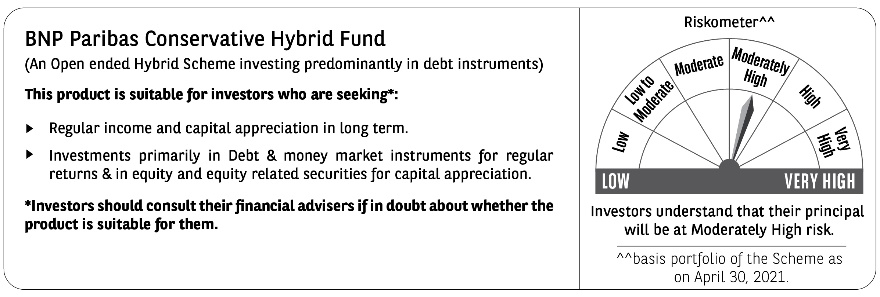 BNP Paribas Conservative Hybrid Fund
(An Open ended Hybrid Scheme investing predominantly in debt instruments)
This product is suitable for investors who are seeking*:
▶ Regular income and capital appreciation in long term.
▶ Investments primarily in Debt & money market instruments for regular
returns & in equity and equity related securities for capital appreciation.
*Investors should consult their financial advisers if in doubt about whether the
product is suitable for them.
Riskometer^^
Low
Low to
Moderate
Moderate
Moderately
High
High
Very
High
LOW
VERY HIGH
Investors understand that their principal
will be at Moderately High risk.
^^basis portfolio of the Scheme as
on April 30, 2021.